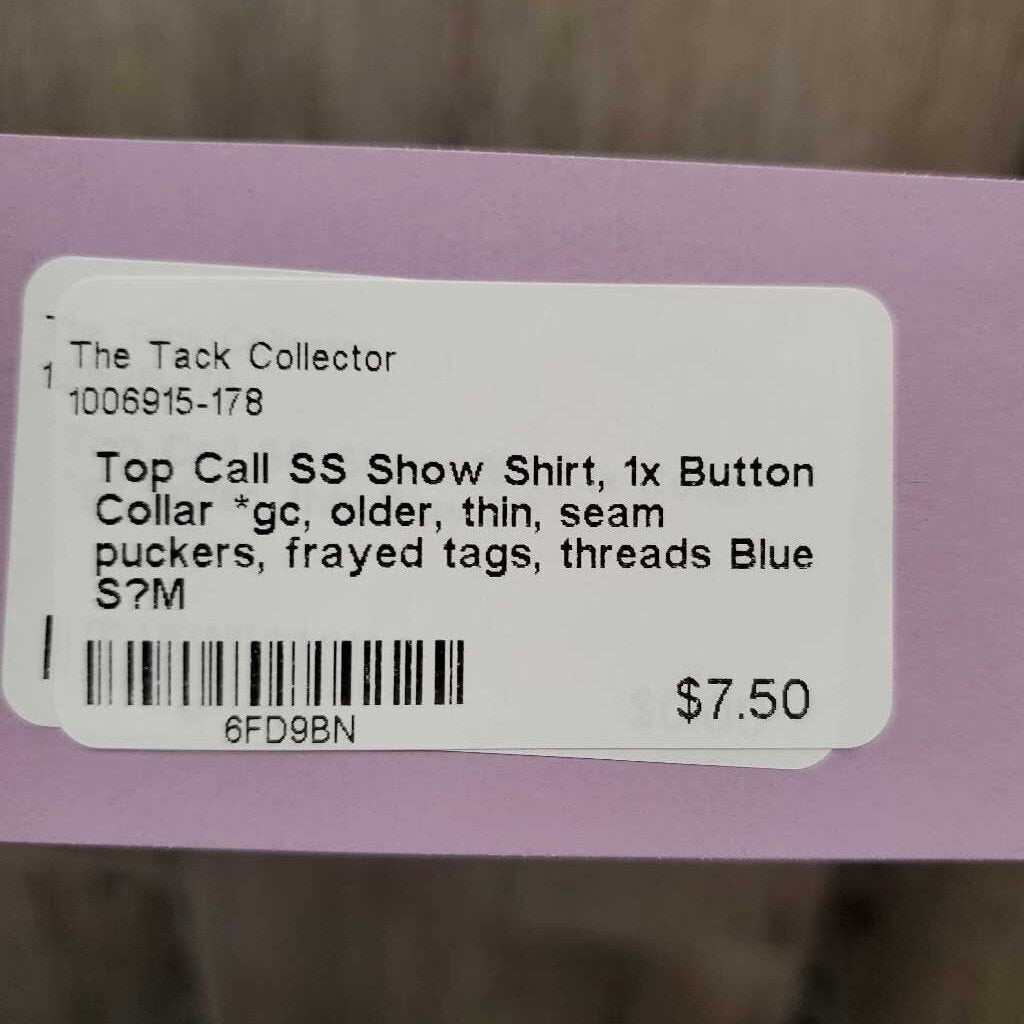 The Tack Collector
1006915-178
Top Call SS Show Shirt, 1x Button
Collar *gc, older, thin, seam
puckers, frayed tags, threads Blue
S?M
6FD9BN
$7.50